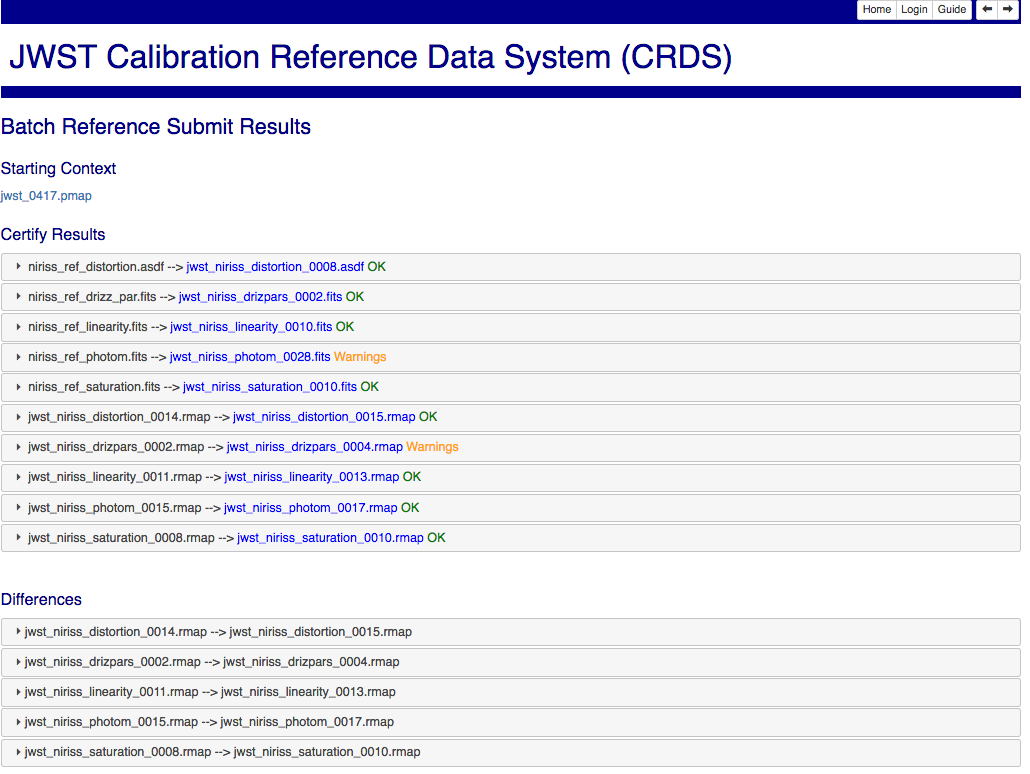 Home Login Guide
JWST Calibration Reference Data System (CRDS)
Batch Reference Submit Results
Starting Context
jwst_0417.pmap
Certify Results
niriss_ref_distortion.asdf --> jwst_niriss_distortion_0008.asdf OK
niriss_ref_drizz_par.fits --> jwst_niriss_drizpars_0002.fits OK
niriss_ref_linearity.fits --> jwst_niriss_linearity_0010.fits OK
niriss_ref_photom.fits --> jwst_niriss_photom_0028.fits Warnings
niriss_ref_saturation.fits --> jwst_niriss_saturation_0010.fits OK
jwst_niriss_distortion_0014.rmap --> jwst_niriss_distortion_0015.rmap OK
jwst_niriss_drizpars_0002.rmap --> jwst_niriss_drizpars_0004.rmap Warnings
jwst_niriss_linearity_0011.rmap --> jwst_niriss_linearity_0013.rmap OK
jwst_niriss_photom_0015.rmap --> jwst_niriss_photom_0017.rmap OK
jwst_niriss_saturation_0008.rmap --> jwst_niriss_saturation_0010.rmap OK
Differences
jwst_niriss_distortion_0014.rmap --> jwst_niriss_distortion_0015.rmap
jwst_niriss_drizpars_0002.rmap --> jwst_niriss_drizpars_0004.rmap
jwst_niriss_linearity_0011.rmap --> jwst_niriss_linearity_0013.rmap
jwst_niriss_photom_0015.rmap --> jwst_niriss_photom_0017.rmap
jwst_niriss_saturation_0008.rmap --> jwst_niriss_saturation_0010.rmap